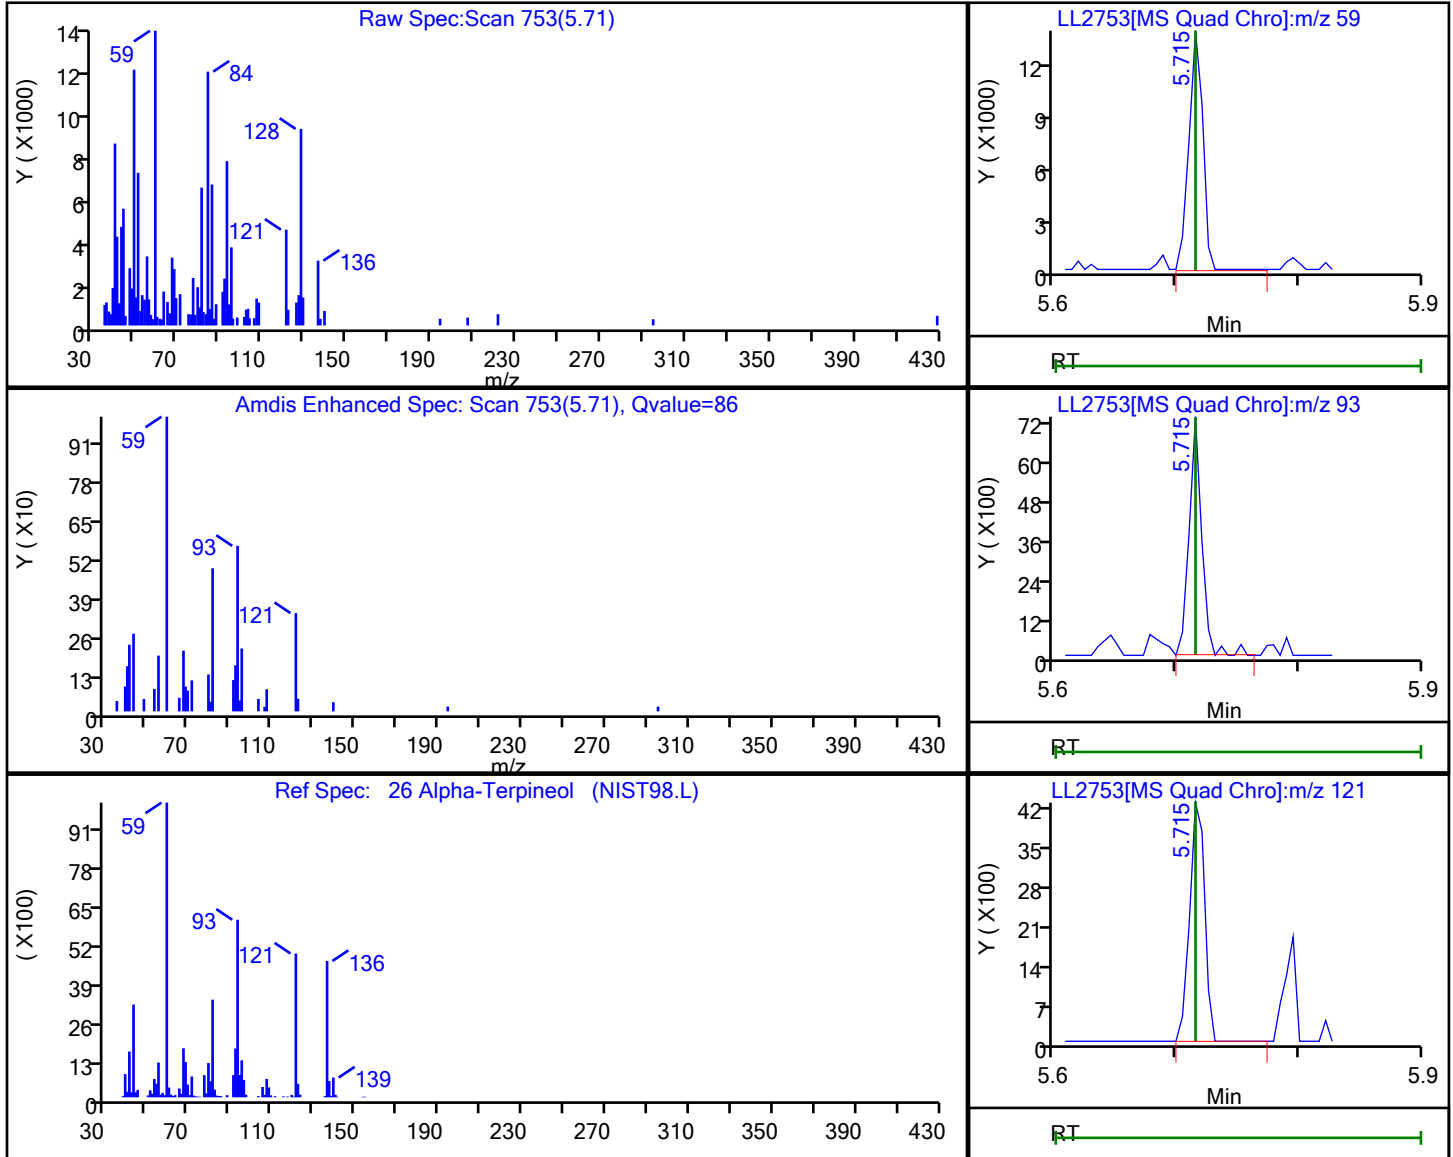 Raw Spec:Scan 753(5.71)
Y ( X1000)
14
12
10
8
6
4
2
0
59
84
128
121
136
30 70 110 150 190 230 270 310 350 390 430
m/z
LL2753[MS Quad Chro]:m/z 59
Y ( X1000)
12
9
6
3
0
5.715
5.6 5.9
Min
RT
Amdis Enhanced Spec: Scan 753(5.71), Qvalue=86
Y ( X10)
91
78
65
52
39
26
13
0
59
93
121
30 70 110 150 190 230 270 310 350 390 430
m/z
LL2753[MS Quad Chro]:m/z 93
Y ( X100)
72
60
48
36
24
12
0
5.715
5.6 5.9
Min
RT
Ref Spec: 26 Alpha-Terpineol (NIST98.L)
( X100)
91
78
65
52
39
26
13
0
59
93
121
136
139
30 70 110 150 190 230 270 310 350 390 430
LL2753[MS Quad Chro]:m/z 121
Y ( X100)
42
35
28
21
14
7
0
5.715
5.6 5.9
Min
RT